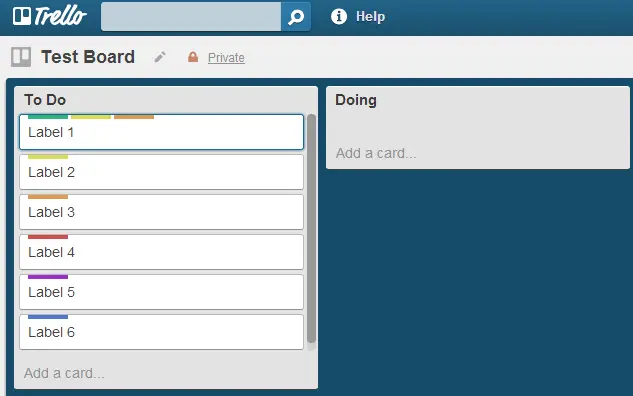 Trello
Help
Test Board
Private
To Do
Label 1
Label 2
Label 3
Label 4
Label 5
Label 6
Add a card...
Doing
Add a card...